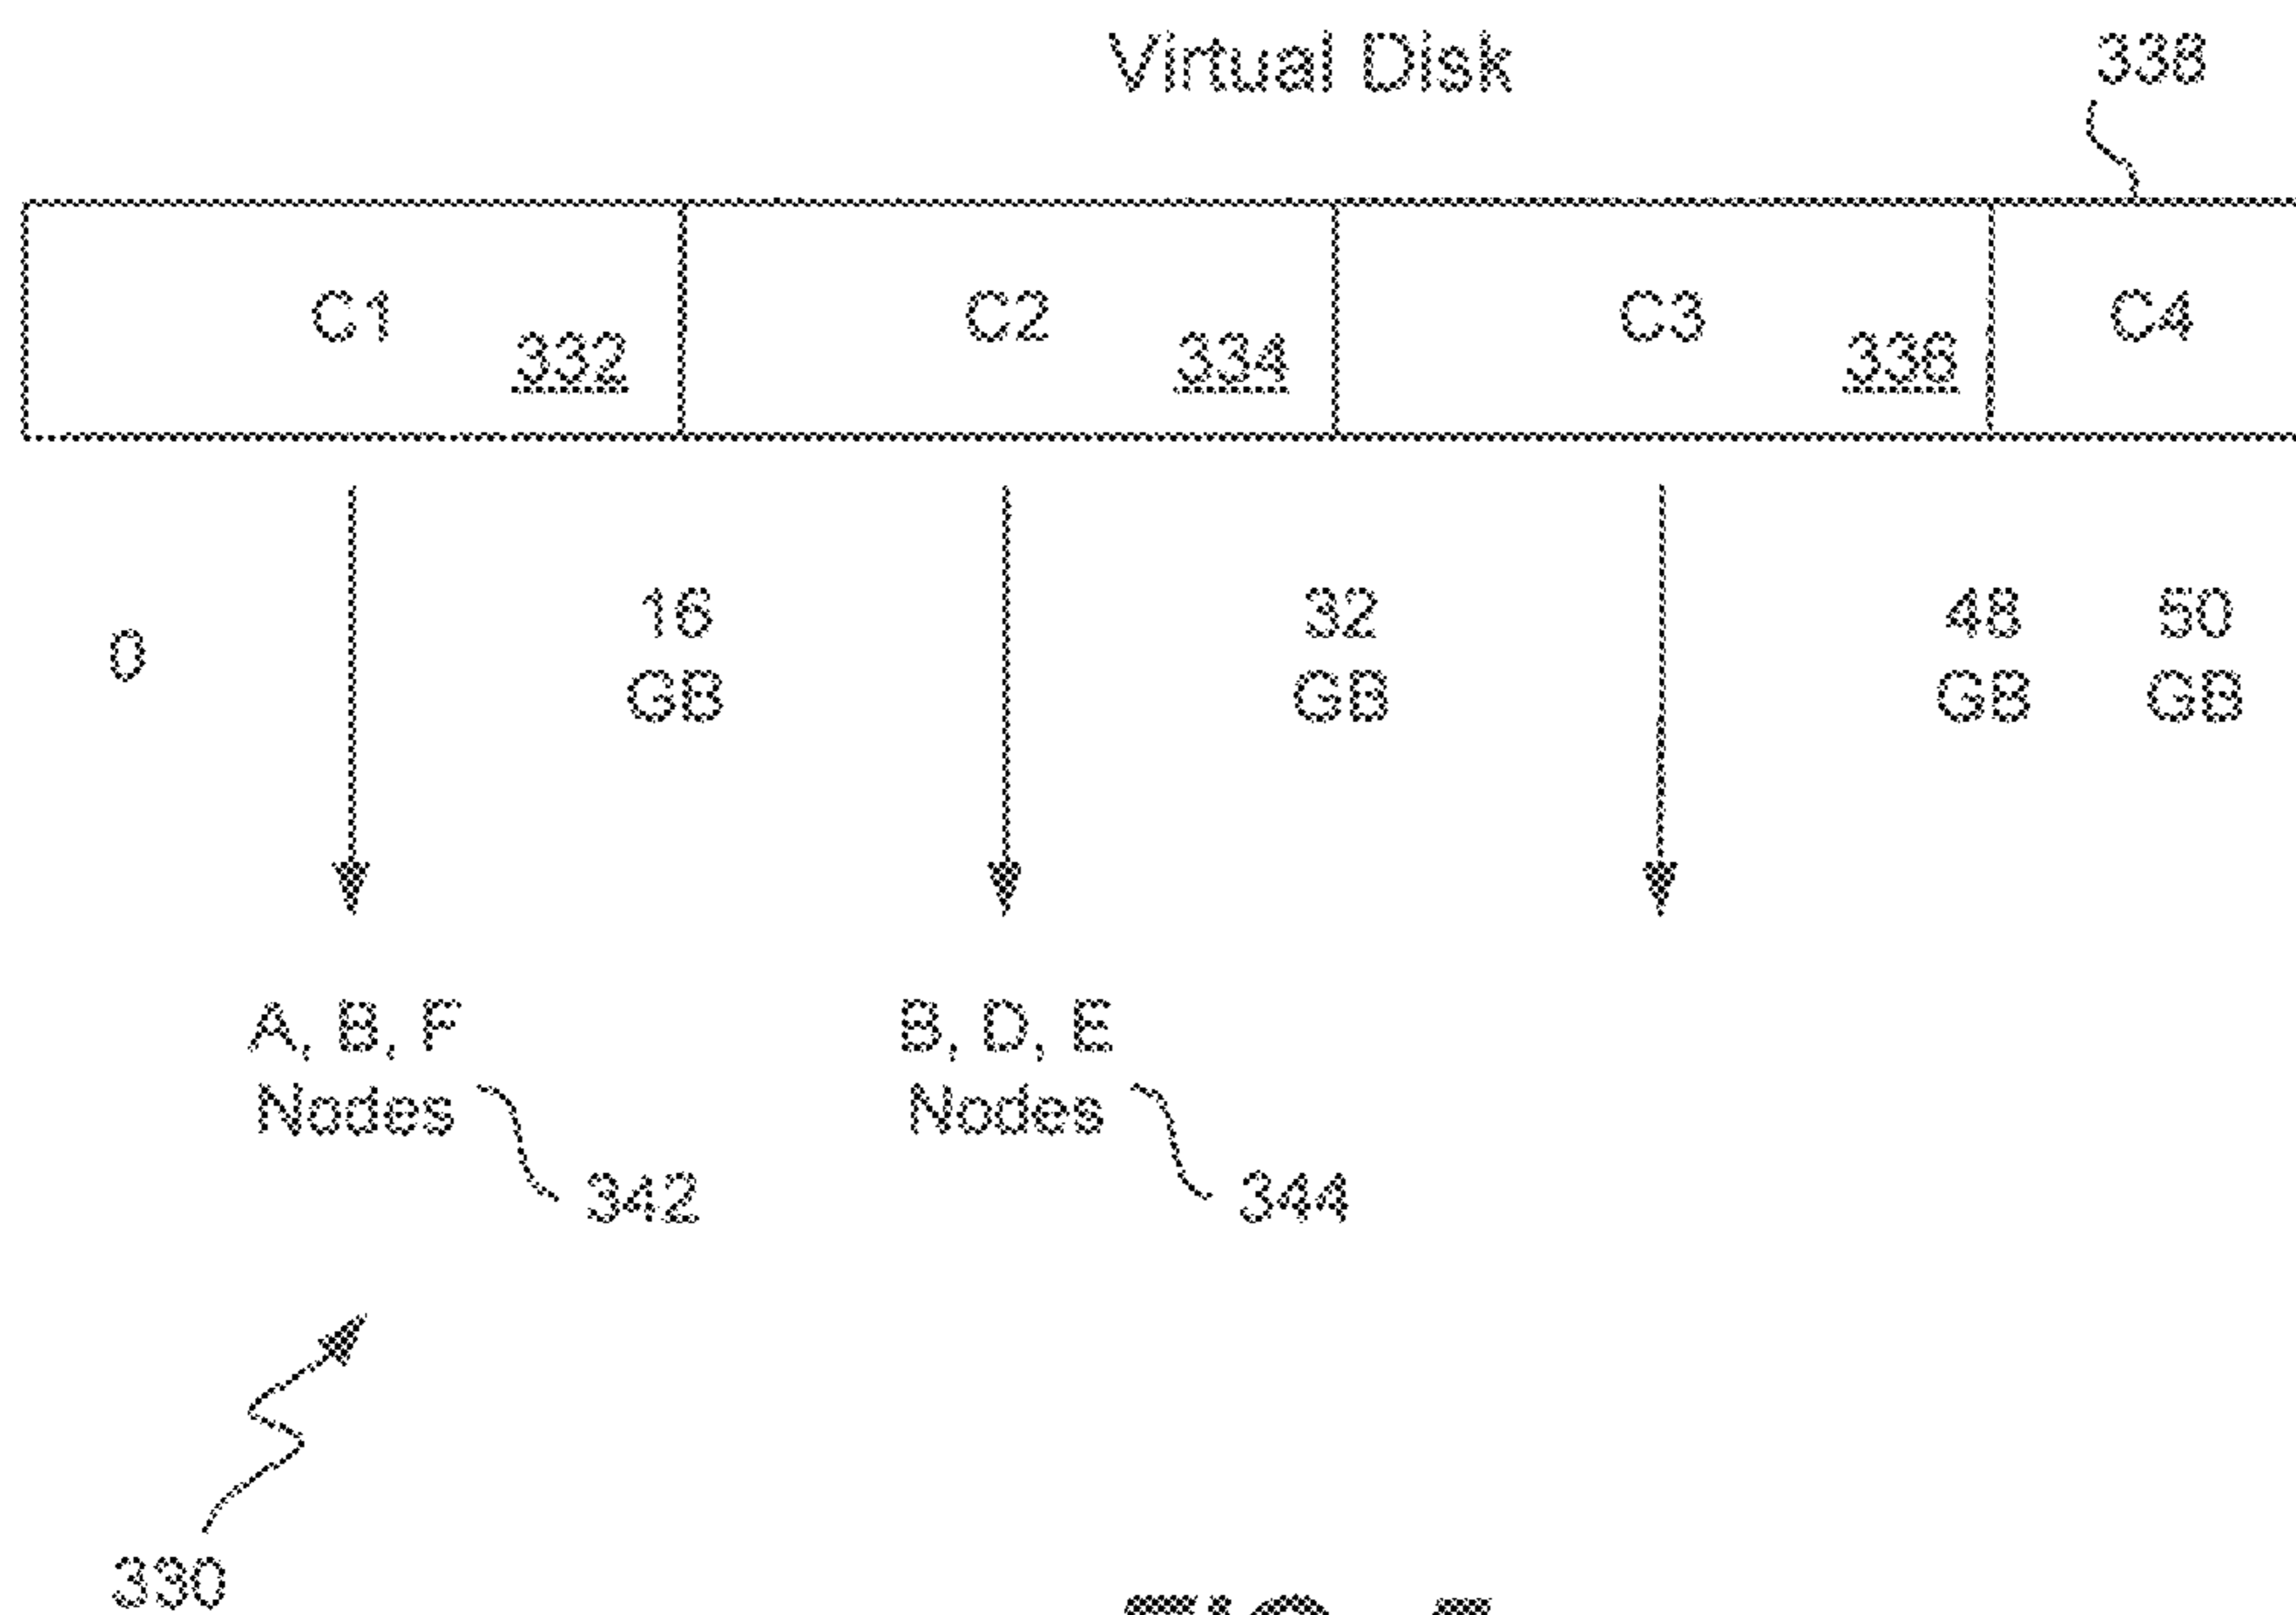 Virtual Disk
338
C1
332
C2
334
C3
336
C4
0
16
GB
32
GB
48
GB
50
GB
A, B, F
Nodes
342
B, D, E
Nodes
344
330